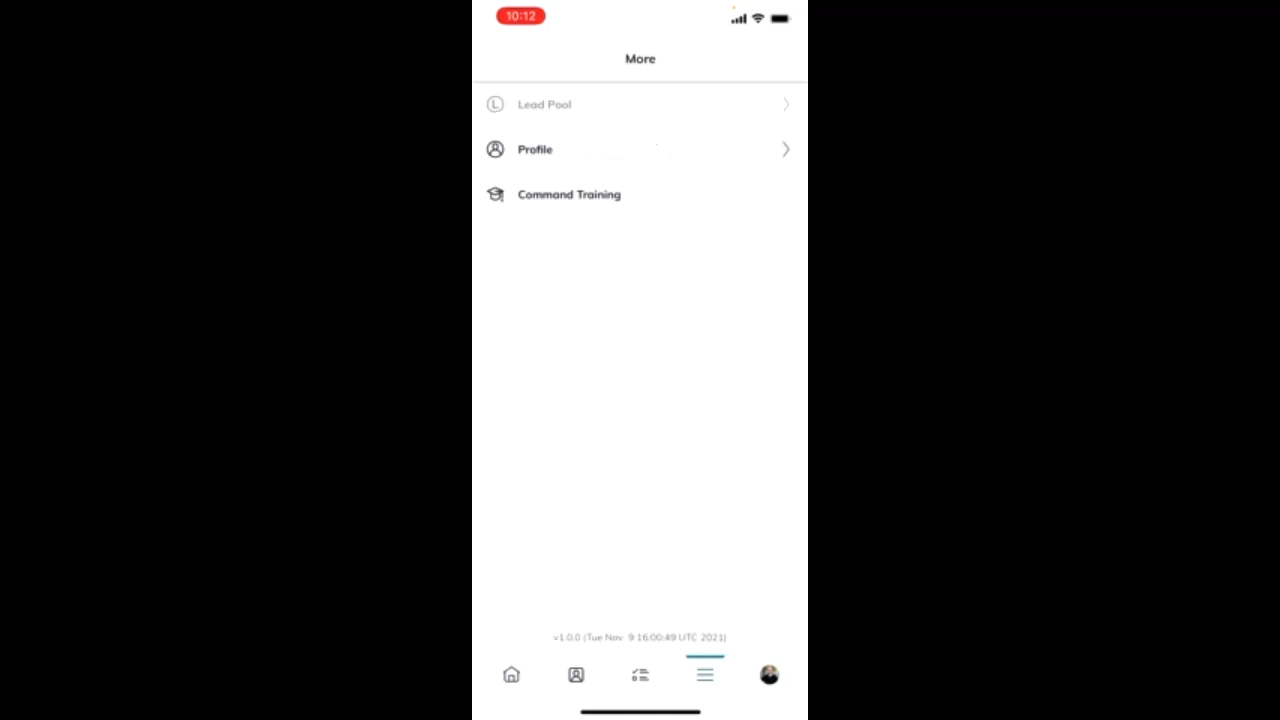 10:12
More
L Lead Pool
Profile
Command Training
v1.0.0 (Tue Nov 9 16:00:49 UTC 2021)